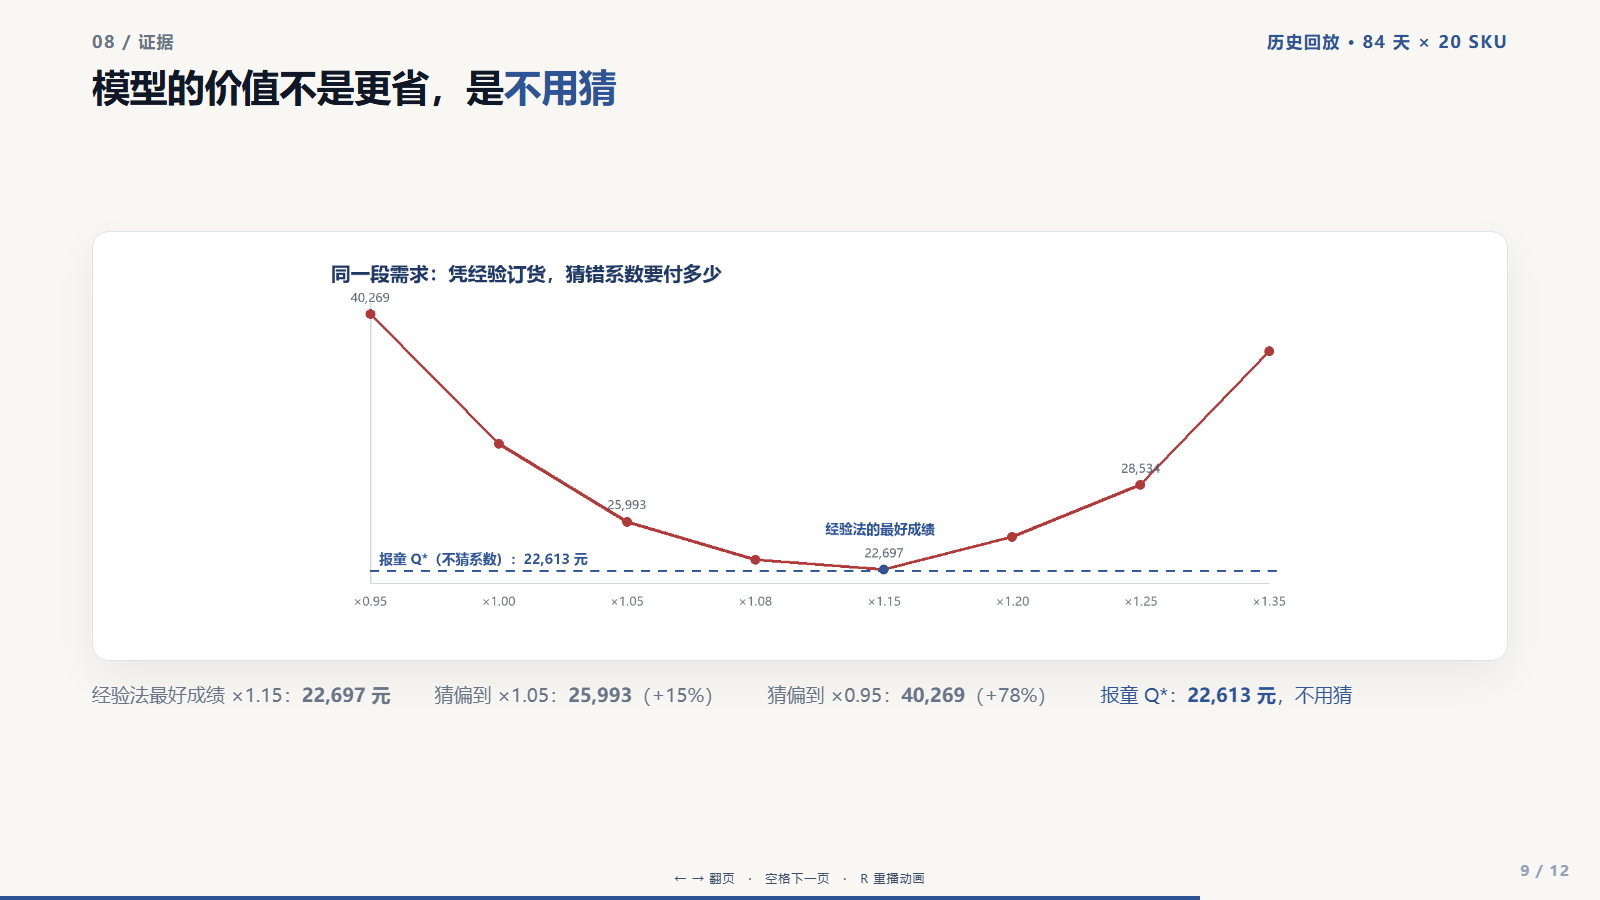 08 / 证据
历史回放 • 84 天 × 20 SKU
模型的价值不是更省，是不用猜
同一段需求：凭经验订货，猜错系数要付多少
40,269
28,534
25,993
经验法的最好成绩
22,697
报童 Q*（不猜系数）：22,613 元
×0.95 ×1.00 ×1.05 ×1.08 ×1.15 ×1.20 ×1.25 ×1.35
经验法最好成绩 ×1.15：22,697 元 猜偏到 ×1.05：25,993（+15%） 猜偏到 ×0.95：40,269（+78%） 报童 Q*：22,613 元，不用猜
← → 翻页 · 空格下一页 · R 重播动画
9 / 12